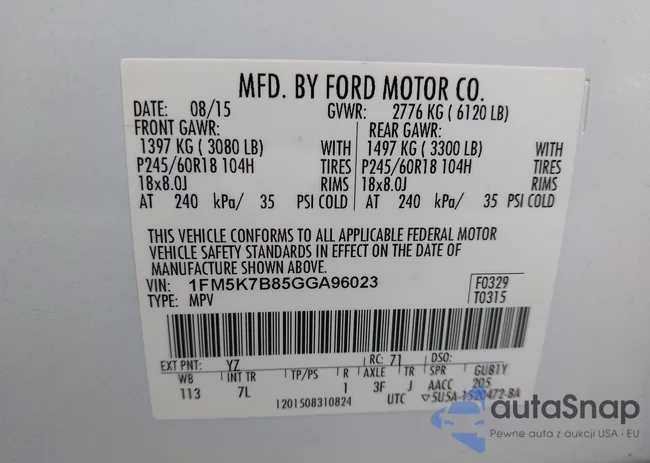 MFD. BY FORD MOTOR CO.
DATE: 08/15 GVWR: 2776 KG ( 6120 LB)
FRONT GAWR: REAR GAWR:
1397 KG ( 3080 LB) WITH 1497 KG ( 3300 LB) WITH
P245/60R18 104H TIRES P245/60R18 104H TIRES
18x8.0J RIMS 18x8.0J RIMS
AT 240 kPa/ 35 PSI COLD AT 240 kPa/ 35 PSI COLD
THIS VEHICLE CONFORMS TO ALL APPLICABLE FEDERAL MOTOR
VEHICLE SAFETY STANDARDS IN EFFECT ON THE DATE OF
MANUFACTURE SHOWN ABOVE.
VIN: 1FM5K7B85GGA96023 F0329
TYPE: MPV T0315
EXT PNT: Y7 RC: 71 DSO:
WB INT TR TP/PS R AXLE TR SPR GUB1Y
113 7L 1 3F J AACC 205
1201508310824 UTC ▽5USA-1520472-BA
autaSnap
Pewne auta z aukcji USA i EU